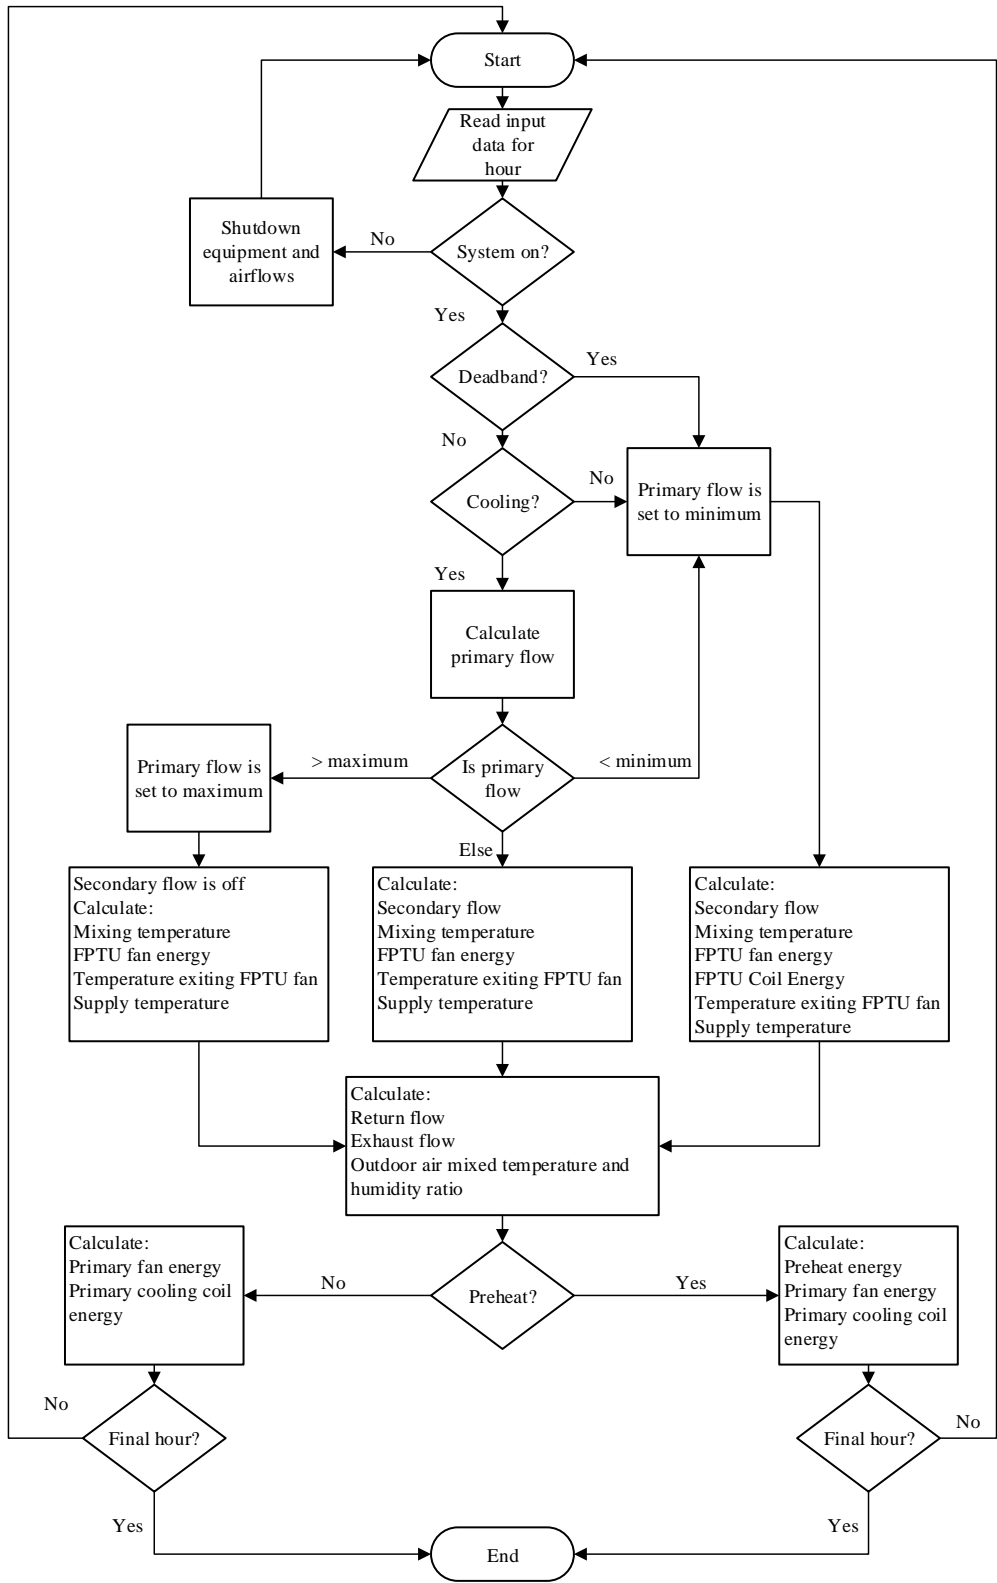 Start
Read input
data for
hour
System on?
No
Shutdown
equipment and
airflows
Yes
Deadband?
Yes
No
Cooling?
No
Primary flow is
set to minimum
Yes
Calculate
primary flow
Is primary
flow
> maximum
< minimum
Primary flow is
set to maximum
Else
Secondary flow is off
Calculate:
Mixing temperature
FPTU fan energy
Temperature exiting FPTU fan
Supply temperature
Calculate:
Secondary flow
Mixing temperature
FPTU fan energy
Temperature exiting FPTU fan
Supply temperature
Calculate:
Secondary flow
Mixing temperature
FPTU fan energy
FPTU Coil Energy
Temperature exiting FPTU fan
Supply temperature
Calculate:
Return flow
Exhaust flow
Outdoor air mixed temperature and
humidity ratio
Preheat?
No
Yes
Calculate:
Primary fan energy
Primary cooling coil
energy
Calculate:
Preheat energy
Primary fan energy
Primary cooling coil
energy
No
Final hour?
Final hour?
No
Yes
Yes
End